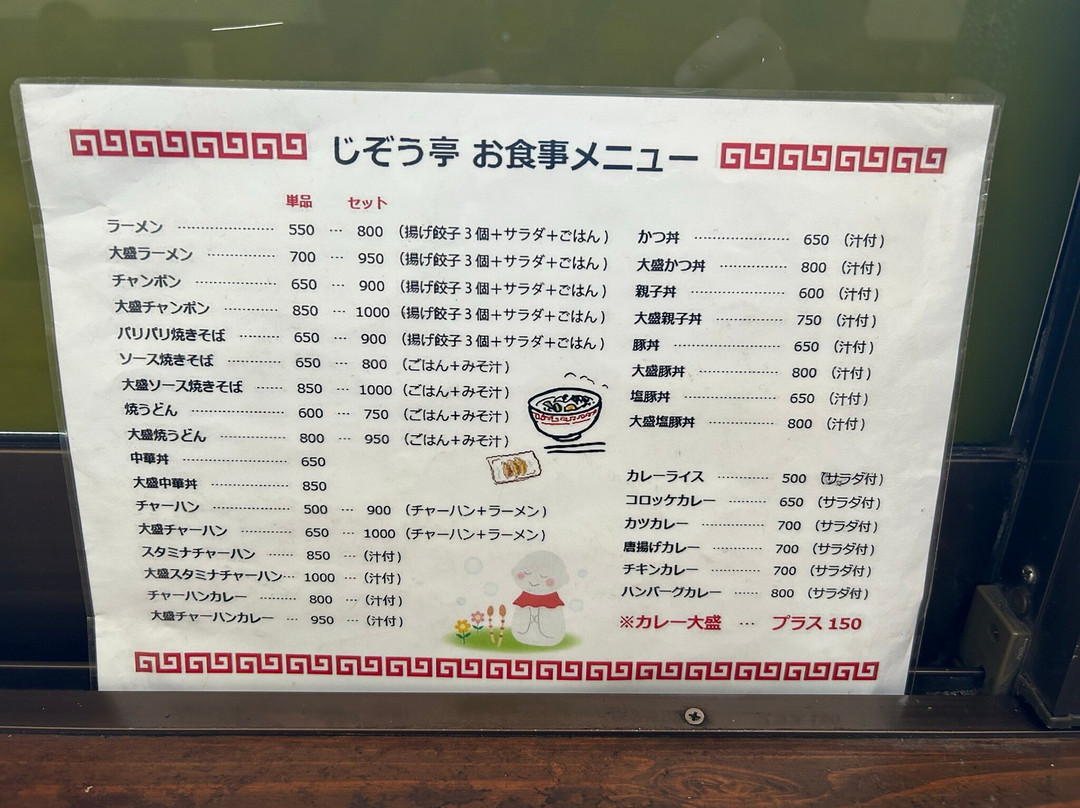 じぞう亭 お食事メニュー
単品 セット
ラーメン ………………… 550 … 800 (揚げ餃子３個＋サラダ＋ごはん)
大盛ラーメン ………… 700 … 950 (揚げ餃子３個＋サラダ＋ごはん)
チャンポン ……………… 650 … 900 (揚げ餃子３個＋サラダ＋ごはん)
大盛チャンポン ……… 850 … 1000 (揚げ餃子３個＋サラダ＋ごはん)
パリパリ焼きそば …… 650 … 900 (揚げ餃子３個＋サラダ＋ごはん)
ソース焼きそば ……… 650 … 800 (ごはん＋みそ汁)
大盛ソース焼きそば …… 850 … 1000 (ごはん＋みそ汁)
焼うどん ………………… 600 … 750 (ごはん＋みそ汁)
大盛焼うどん ………… 800 … 950 (ごはん＋みそ汁)
中華丼 ………………… 650
大盛中華丼 …………… 850
チャーハン …………… 500 … 900 (チャーハン＋ラーメン)
大盛チャーハン ……… 650 … 1000 (チャーハン＋ラーメン)
スタミナチャーハン …… 850 … (汁付)
大盛スタミナチャーハン… 1000 … (汁付)
チャーハンカレー …… 800 … (汁付)
大盛チャーハンカレー … 950 … (汁付)
かつ丼 ………………… 650 (汁付)
大盛かつ丼 …………… 800 (汁付)
親子丼 ………………… 600 (汁付)
大盛親子丼 …………… 750 (汁付)
豚丼 …………………… 650 (汁付)
大盛豚丼 ……………… 800 (汁付)
塩豚丼 ………………… 650 (汁付)
大盛塩豚丼 …………… 800 (汁付)
カレーライス ………… 500 (サラダ付)
コロッケカレー ……… 650 (サラダ付)
カツカレー …………… 700 (サラダ付)
唐揚げカレー ………… 700 (サラダ付)
チキンカレー ………… 700 (サラダ付)
ハンバーグカレー …… 800 (サラダ付)
※カレー大盛 … プラス150